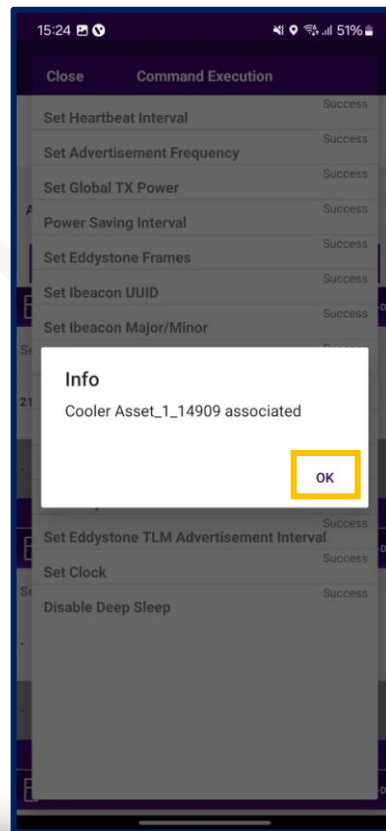 15:24 51%
Close Command Execution
Success
Set Heartbeat Interval
Success
Set Advertisement Frequency
Success
Set Global TX Power
Success
Power Saving Interval
Success
Set Eddystone Frames
Success
Set Ibeacon UUID
Success
Set Ibeacon Major/Minor
Info
Cooler Asset_1_14909 associated
OK
Success
Set Eddystone TLM Advertisement Interval
Success
Set Clock
Success
Disable Deep Sleep